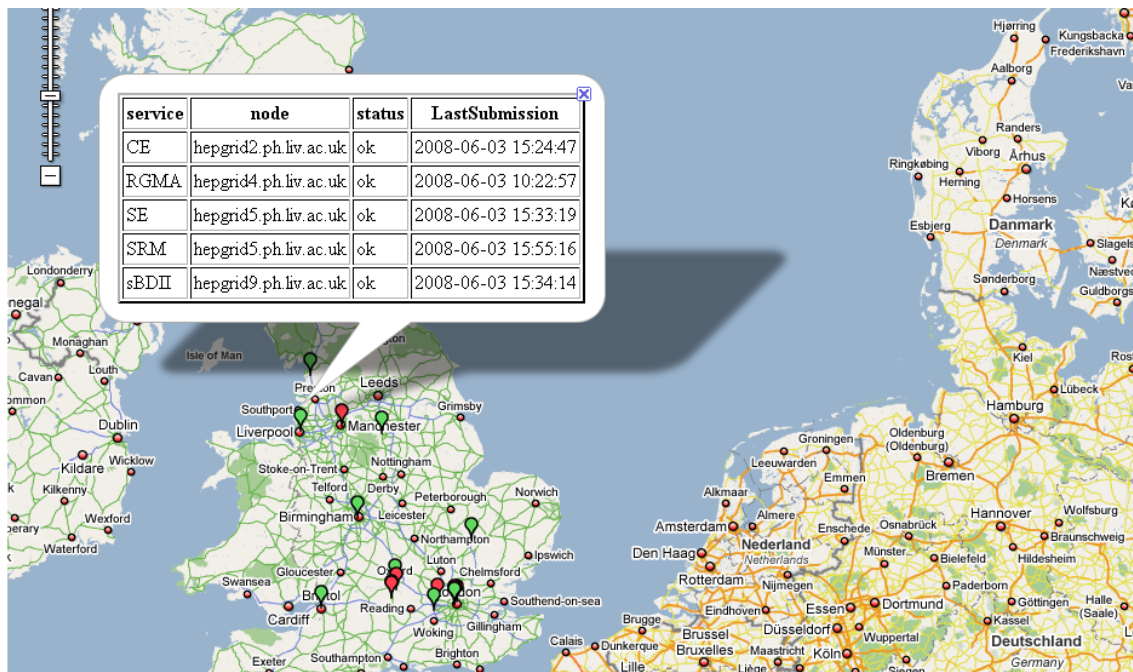 service node status LastSubmission
CE hepgrid2.ph.liv.ac.uk ok 2008-06-03 15:24:47
RGMA hepgrid4.ph.liv.ac.uk ok 2008-06-03 10:22:57
SE hepgrid5.ph.liv.ac.uk ok 2008-06-03 15:33:19
SRM hepgrid5.ph.liv.ac.uk ok 2008-06-03 15:55:16
sBDII hepgrid9.ph.liv.ac.uk ok 2008-06-03 15:34:14
Hjørring
Kungsbacka
Frederikshavn
Aalborg
Randers
Viborg
Århus
Ringkøbing
Herning
Horsens
Esbjerg
Danmark
Denmark
Slagels
Næstved
Sønderborg
Guldborgs
Londonderry
Isle of Man
Monaghan
Cavan
Louth
Dublin
Wicklow
Kildare
Kilkenny
Wexford
Waterford
Leeds
Southport
Liverpool
Manchester
Grimsby
Stoke-on-Trent
Nottingham
Telford
Derby
Peterborough
Norwich
Birmingham
Leicester
Northampton
Ipswich
Luton
Gloucester
Chelmsford
Swansea
Bristol
Reading
Southend-on-sea
Cardiff
Gillingham
Woking
Southampton
Brighton
Exeter
Kiel
Lübeck
Hamburg
Groningen
Oldenburg
(Oldenburg)
Leeuwarden
Bremen
Emmen
Alkmaar
Almere
Amsterdam
Enschede
Osnabrück
Hannover
Wolfsburg
Braunschweig
Den Haag
Nederland
Netherlands
Münster
Bielefeld
Hildesheim
Rotterdam
Nijmegen
Paderborn
Göttingen
Halle
(Saale)
Eindhoven
Essen
Dortmund
Kassel
Brugge
Düsseldorf
Wuppertal
Calais
Dunkerque
Brussel
Bruxelles
Maastricht
Köln
Deutschland
Germany
Lille
Liège
Siegen